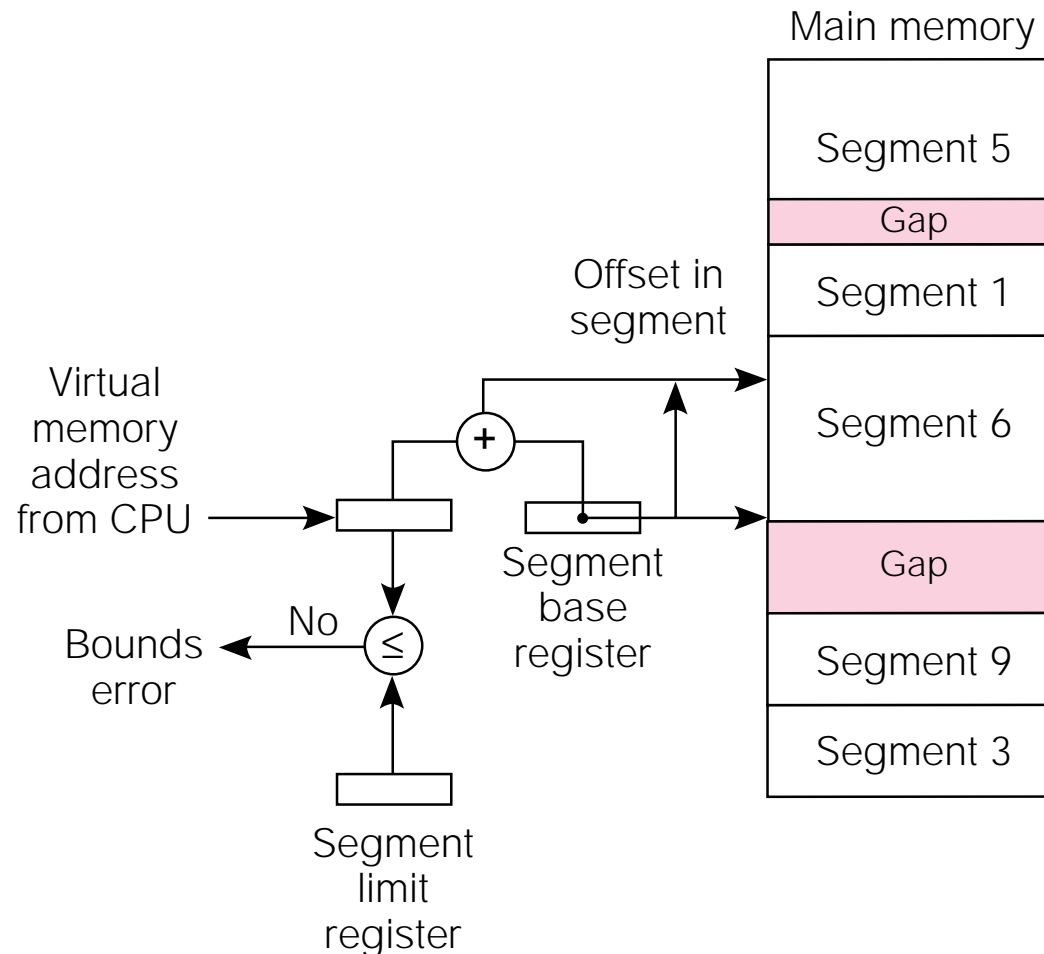 Main memory
Segment 5
Gap
Segment 1
Offset in
segment
Virtual
memory
address
from CPU
+
Segment 6
Segment
base
register
Gap
No
≤
Bounds
error
Segment 9
Segment 3
Segment
limit
register